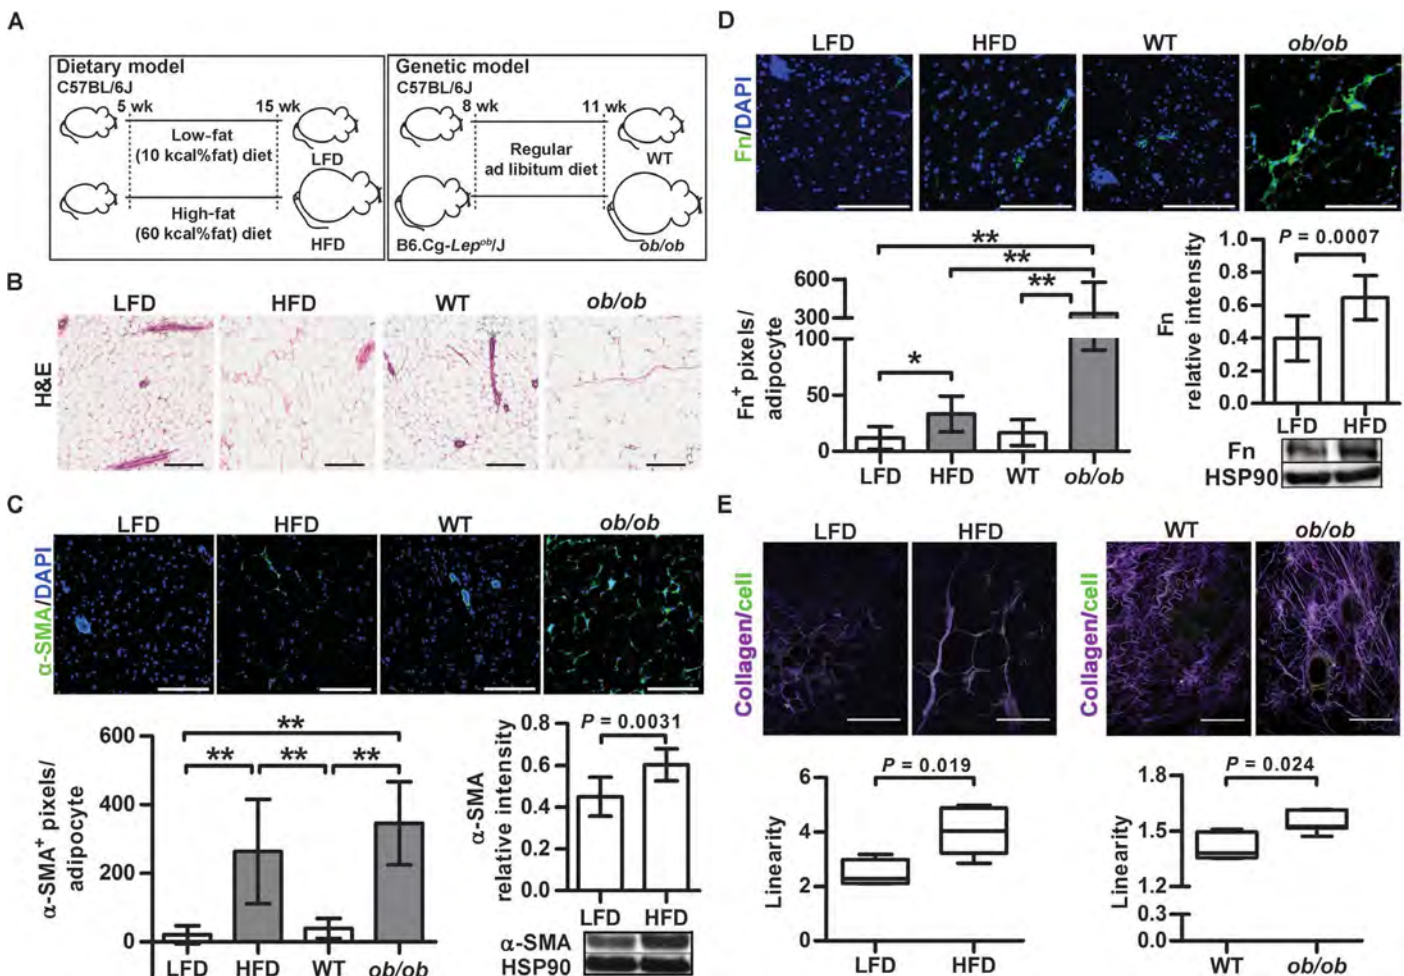 A
Dietary model
C57BL/6J
5 wk 15 wk
Low-fat
(10 kcal%fat) diet
LFD
High-fat
(60 kcal%fat) diet
HFD
Genetic model
C57BL/6J
8 wk 11 wk
Regular
ad libitum diet
WT
B6.Cg-Lepᵒᵇ/J
ob/ob
B
LFD HFD WT ob/ob
H&E
C
LFD HFD WT ob/ob
α-SMA/DAPI
α-SMA⁺ pixels/
adipocyte
600
400
200
0
** ** ** **
LFD HFD WT ob/ob
α-SMA
relative intensity
0.8
0.6
0.4
0.2
0.0
P = 0.0031
LFD HFD
α-SMA
HSP90
D
LFD HFD WT ob/ob
Fn/DAPI
Fn⁺ pixels/
adipocyte
600
300
100
50
0
**
**
**
*
LFD HFD WT ob/ob
Fn
relative intensity
1.0
0.8
0.6
0.4
0.2
0.0
P = 0.0007
LFD HFD
Fn
HSP90
E
LFD HFD
Collagen/cell
WT ob/ob
Collagen/cell
Linearity
6
4
2
0
P = 0.019
LFD HFD
Linearity
1.8
1.5
1.2
0.3
0.0
P = 0.024
WT ob/ob